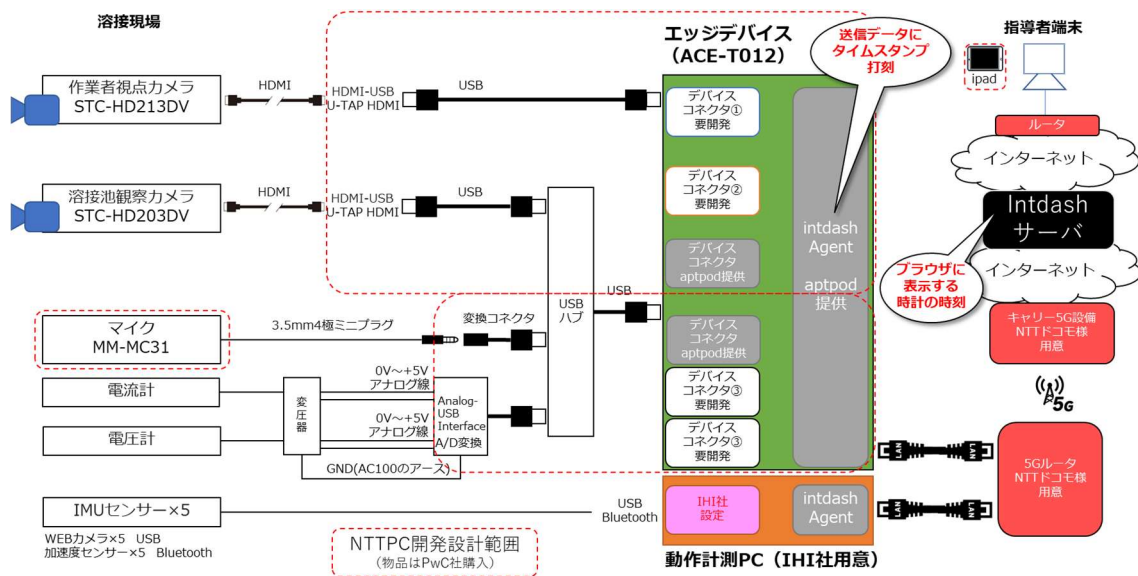 溶接現場
エッジデバイス
（ACE-T012）
送信データに
タイムスタンプ
打刻
指導者端末
ipad
作業者視点カメラ
STC-HD213DV
HDMI
HDMI-USB
U-TAP HDMI
USB
デバイス
コネクタ①
要開発
ルータ
インターネット
溶接池観察カメラ
STC-HD203DV
HDMI
HDMI-USB
U-TAP HDMI
USB
デバイス
コネクタ②
要開発
intdash
Agent
aptpod
提供
Intdash
サーバ
デバイス
コネクタ
aptpod提供
ブラウザに
表示する
時計の時刻
インターネット
USB
ハブ
USB
マイク
MM-MC31
3.5mm4極ミニプラグ
変換コネクタ
デバイス
コネクタ
aptpod提供
キャリー5G設備
NTTドコモ様
用意
電流計
変圧器
0V～+5V
アナログ線
Analog-
USB
Interface
A/D変換
デバイス
コネクタ③
要開発
5G
電圧計
0V～+5V
アナログ線
デバイス
コネクタ③
要開発
GND(AC100のアース)
LAN
LAN
5Gルータ
NTTドコモ様
用意
IMUセンサー×5
USB
Bluetooth
IHI社
設定
intdash
Agent
LAN
LAN
WEBカメラ×5 USB
加速度センサー×5 Bluetooth
NTTPC開発設計範囲
(物品はPwC社購入)
動作計測PC（IHI社用意）